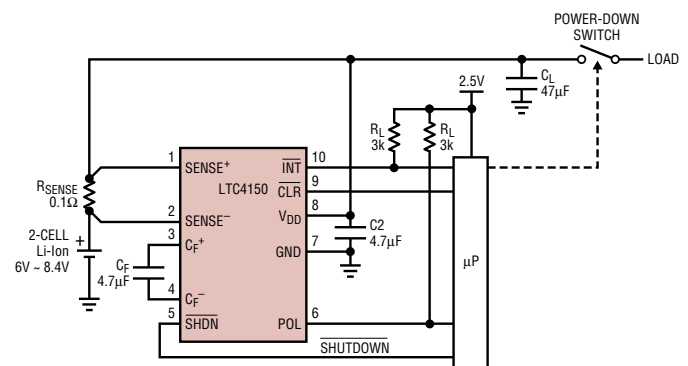 POWER-DOWN
SWITCH
LOAD
2.5V
CL
47µF
RL
3k
RL
3k
1
SENSE+
INT
10
LTC4150
9
CLR
RSENSE
0.1Ω
2
SENSE–
VDD
8
C2
4.7µF
2-CELL
Li-Ion
6V ~ 8.4V
+
3
CF+
GND
7
µP
CF
4.7µF
4
CF–
5
SHDN
POL
6
SHUTDOWN